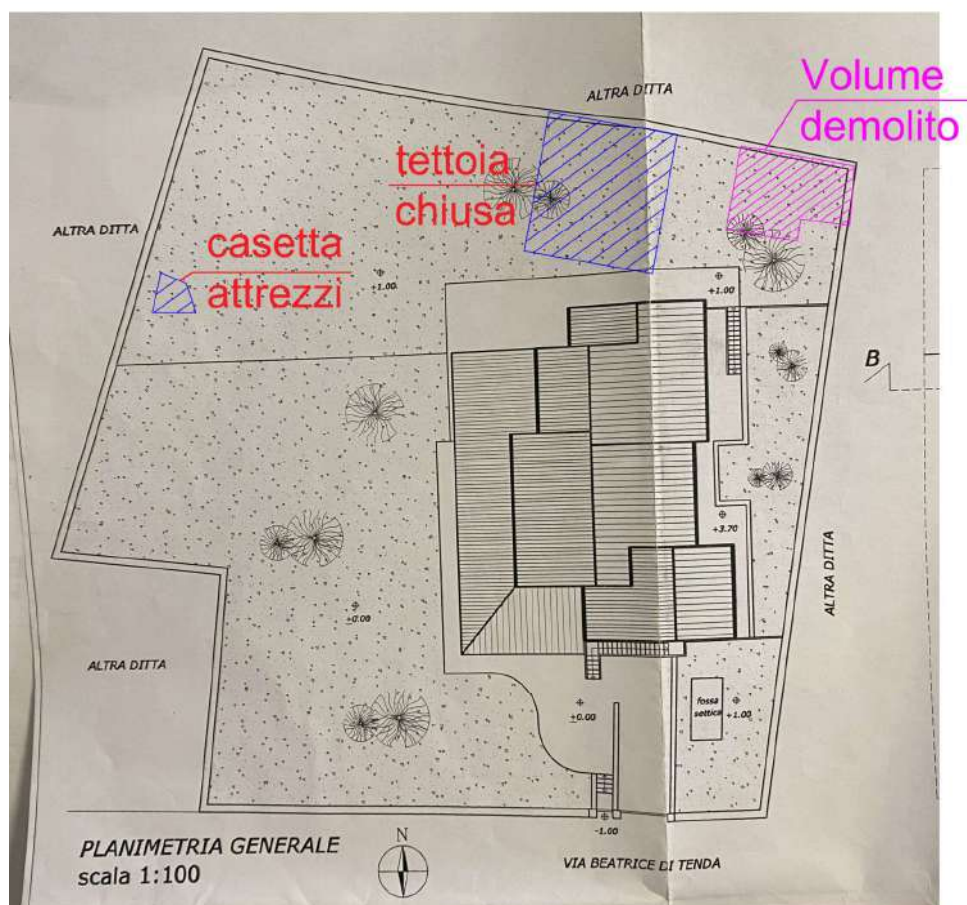 Volume
demolito
ALTRA DITTA
tettoia
chiusa
ALTRA DITTA
casetta
attrezzi
+1.00
+1.00
B
+3.70
ALTRA DITTA
+0.00
ALTRA DITTA
fossa
settica
+1.00
+0.00
-1.00
PLANIMETRIA GENERALE
scala 1:100
N
VIA BEATRICE DI TENDA